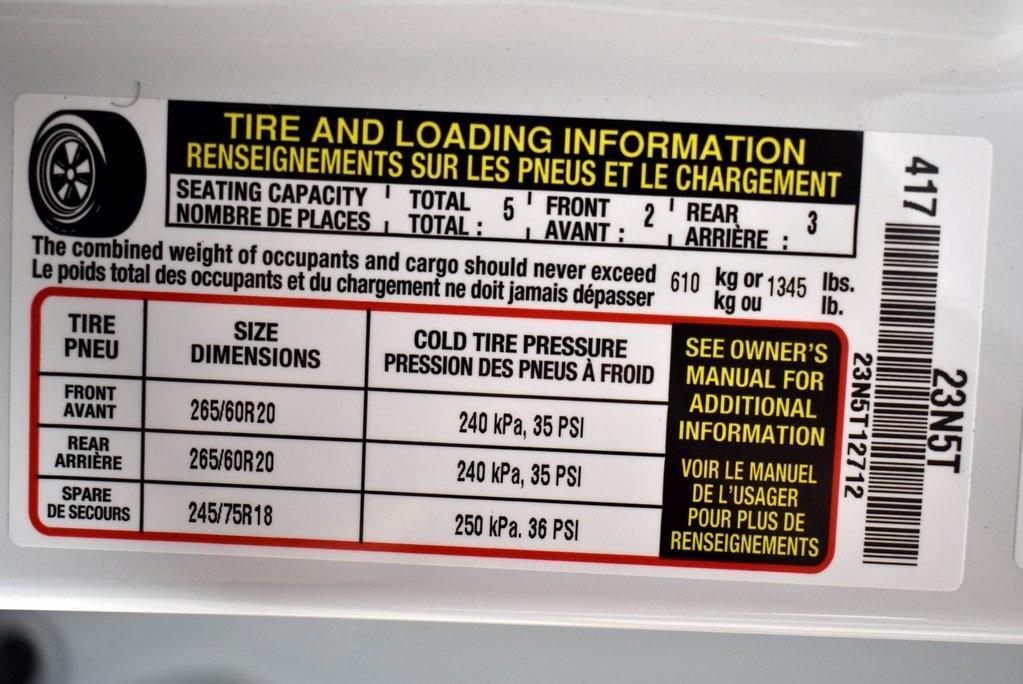 TIRE AND LOADING INFORMATION
RENSEIGNEMENTS SUR LES PNEUS ET LE CHARGEMENT
SEATING CAPACITY TOTAL 5 FRONT 2 REAR 3
NOMBRE DE PLACES TOTAL : AVANT : ARRIÈRE :
The combined weight of occupants and cargo should never exceed 610 kg or 1345 lbs.
Le poids total des occupants et du chargement ne doit jamais dépasser kg ou lb.
TIRE
PNEU
SIZE
DIMENSIONS
COLD TIRE PRESSURE
PRESSION DES PNEUS À FROID
FRONT
AVANT
265/60R20
240 kPa, 35 PSI
REAR
ARRIÈRE
265/60R20
240 kPa, 35 PSI
SPARE
DE SECOURS
245/75R18
250 kPa. 36 PSI
SEE OWNER'S
MANUAL FOR
ADDITIONAL
INFORMATION
VOIR LE MANUEL
DE L'USAGER
POUR PLUS DE
RENSEIGNEMENTS
23N5T12712
417
23N5T